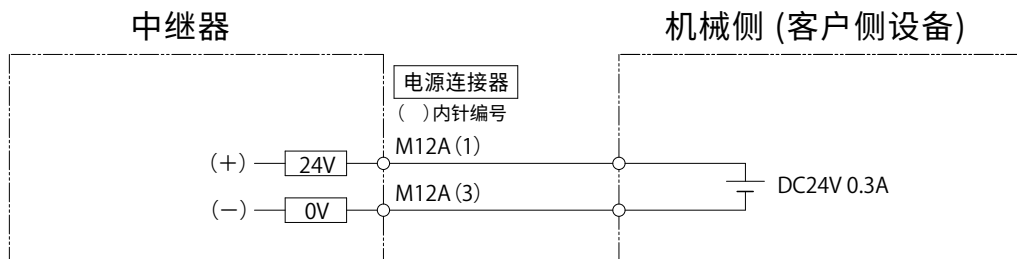 中继器
机械侧 (客户侧设备)
电源连接器
（ ）内针编号
M12A (1)
(+) 24V
M12A (3)
DC24V 0.3A
(−) 0V